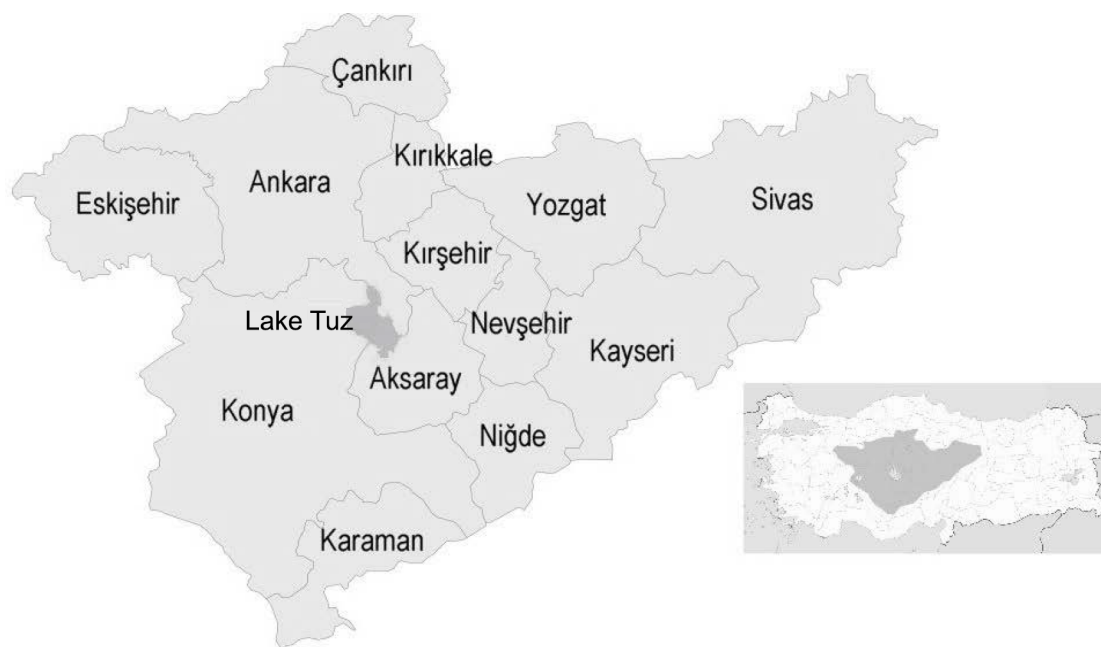 Çankırı
Kırıkkale
Ankara
Eskişehir
Yozgat
Sivas
Kırşehir
Lake Tuz
Nevşehir
Kayseri
Aksaray
Konya
Niğde
Karaman